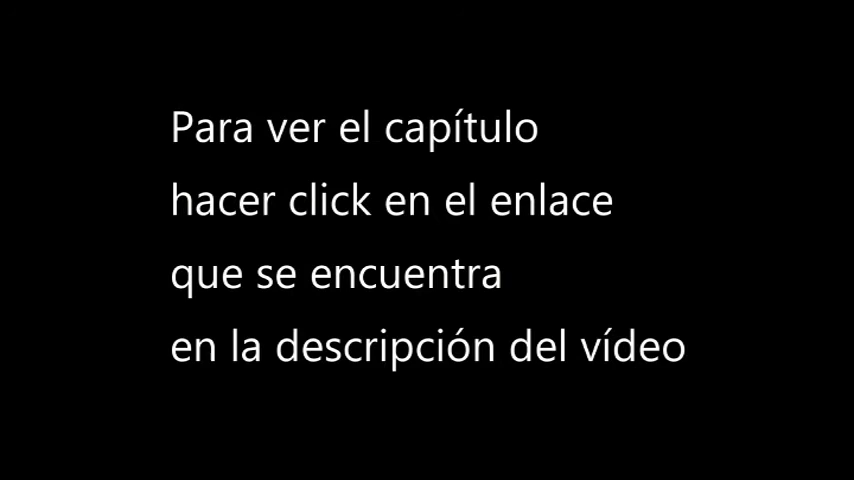 Para ver el capítulo
hacer click en el enlace
que se encuentra
en la descripción del vídeo